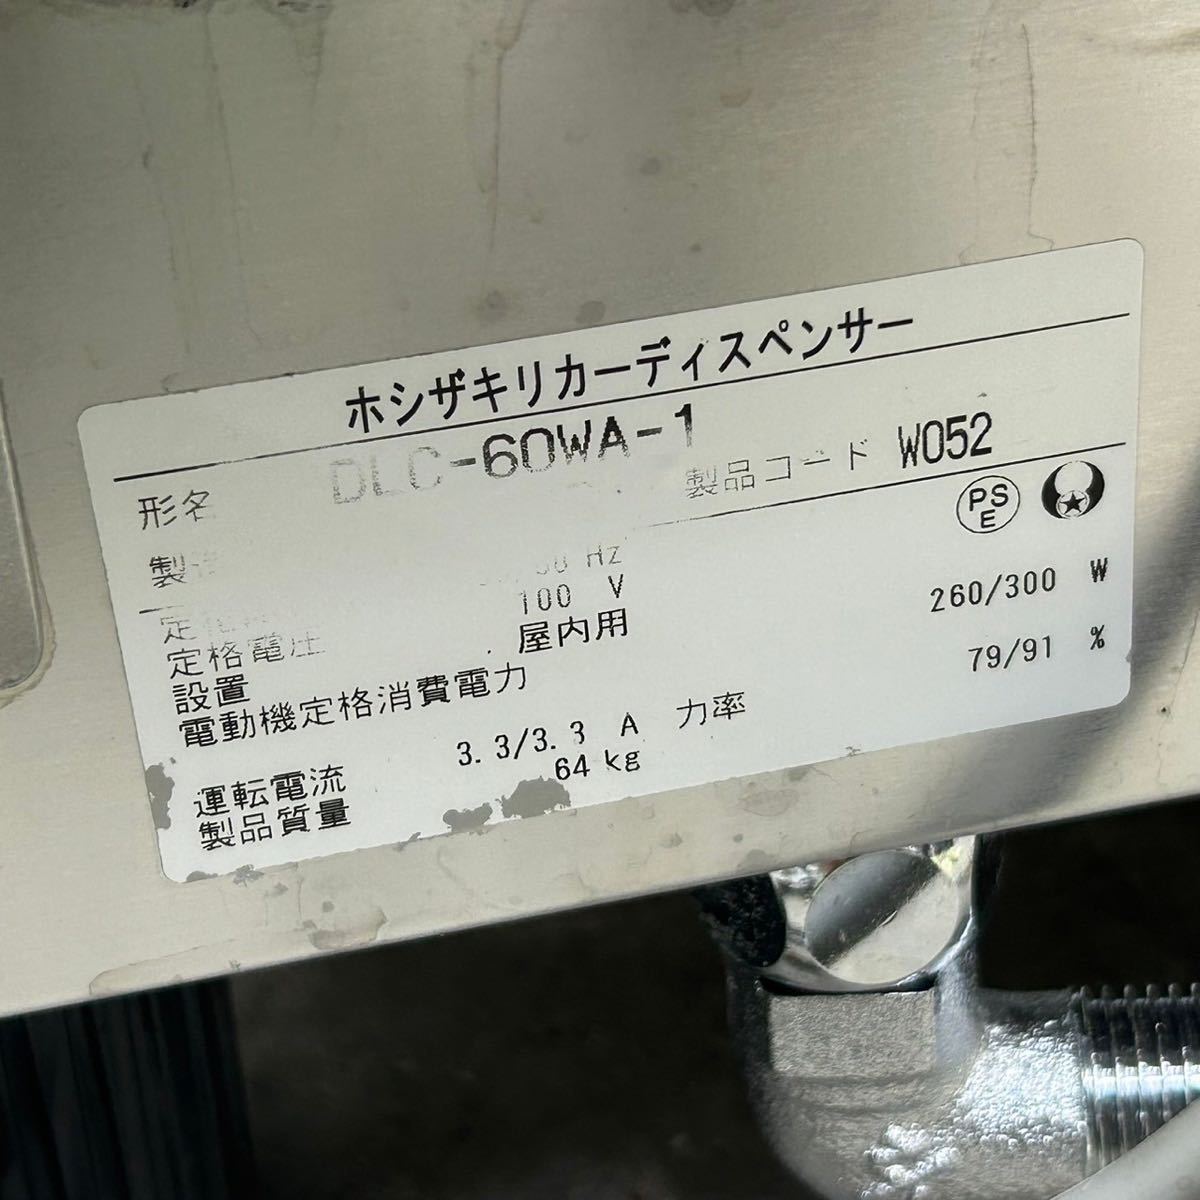 ホシザキリカーディスペンサー
形名 DLC-60WA-1
製品コード W052
製
PS E
Hz
定格電圧 100 V
設置 屋内用
電動機定格消費電力 260/300 W
運転電流 3.3/3.3 A 力率 79/91 %
製品質量 64 kg